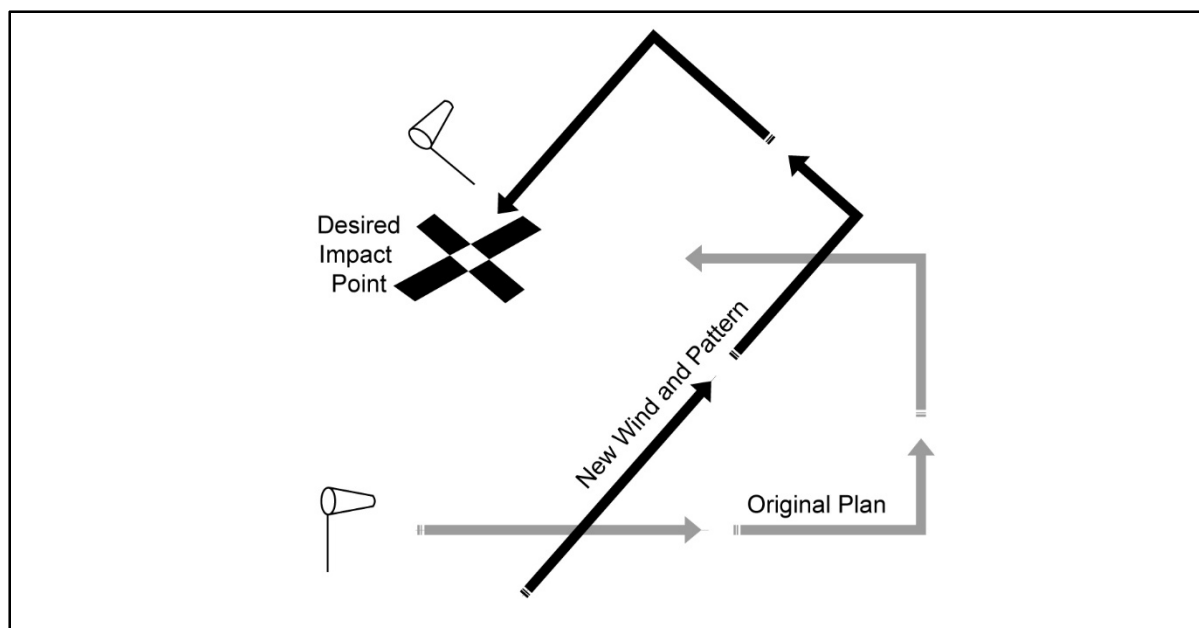 Desired
Impact
Point
New Wind and Pattern
Original Plan